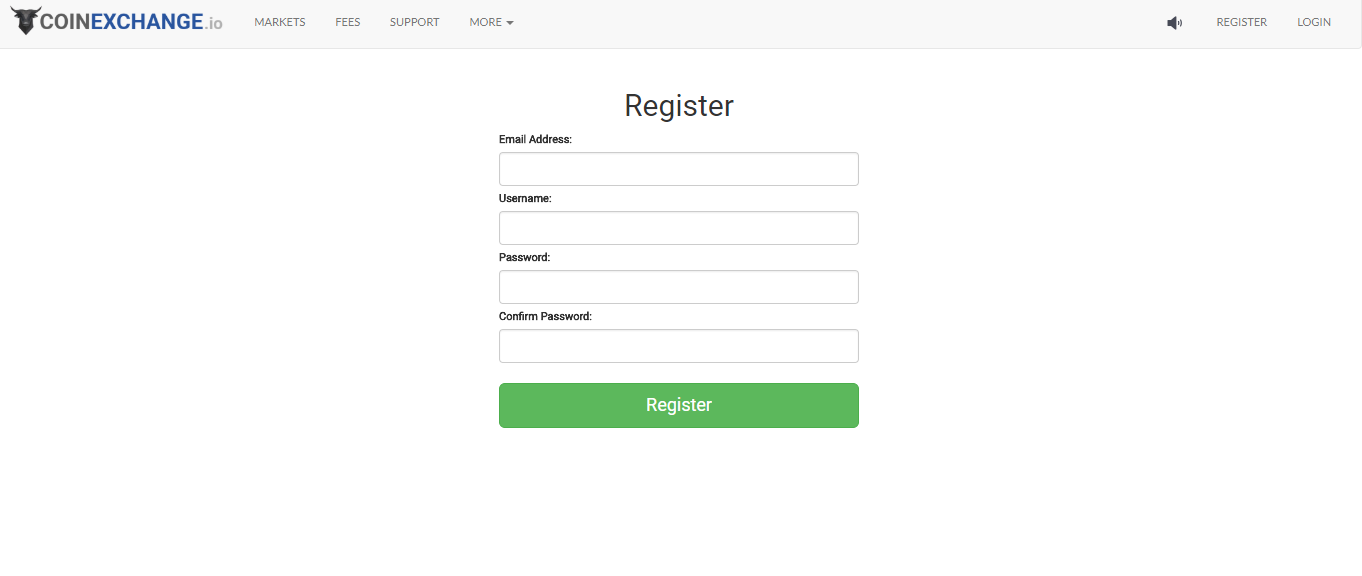 COINEXCHANGE.io MARKETS FEES SUPPORT MORE REGISTER LOGIN
Register
Email Address:
Username:
Password:
Confirm Password:
Register